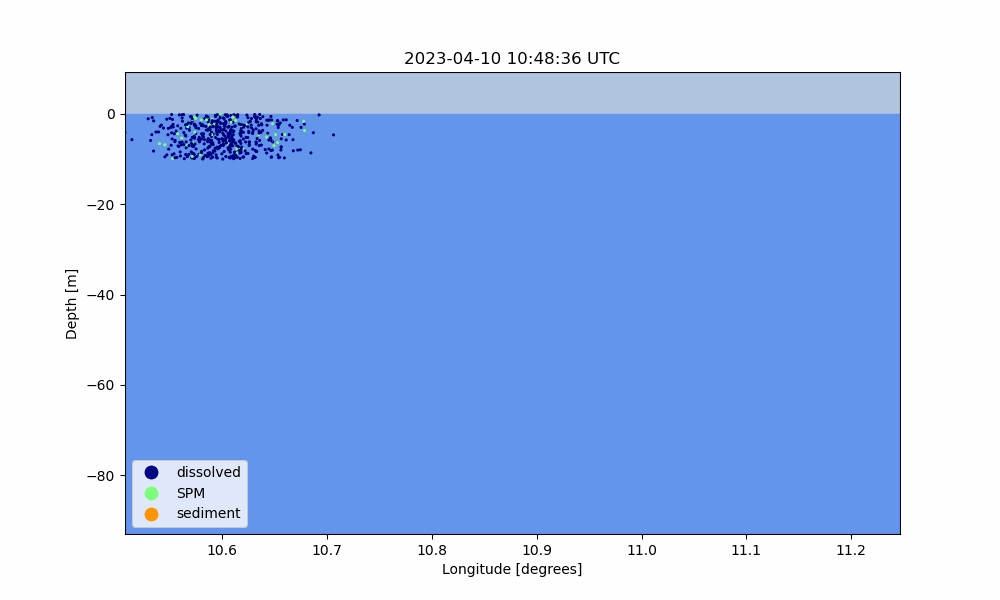 2023-04-10 10:48:36 UTC
0
−20
−40
−60
−80
Depth [m]
dissolved
SPM
sediment
10.6 10.7 10.8 10.9 11.0 11.1 11.2
Longitude [degrees]